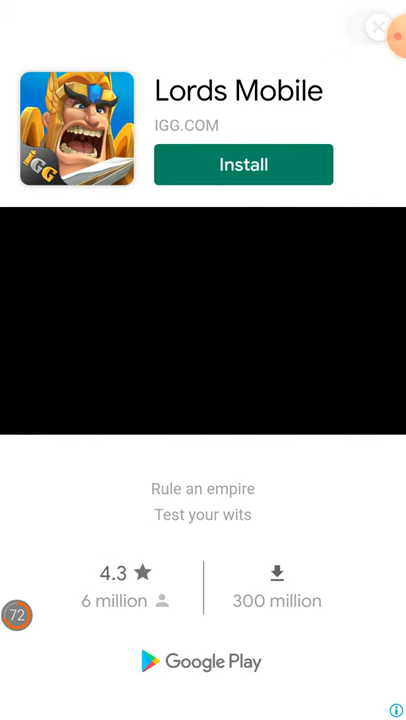 Lords Mobile
IGG.COM
Install
IGG
Rule an empire
Test your wits
4.3
6 million
300 million
72
Google Play